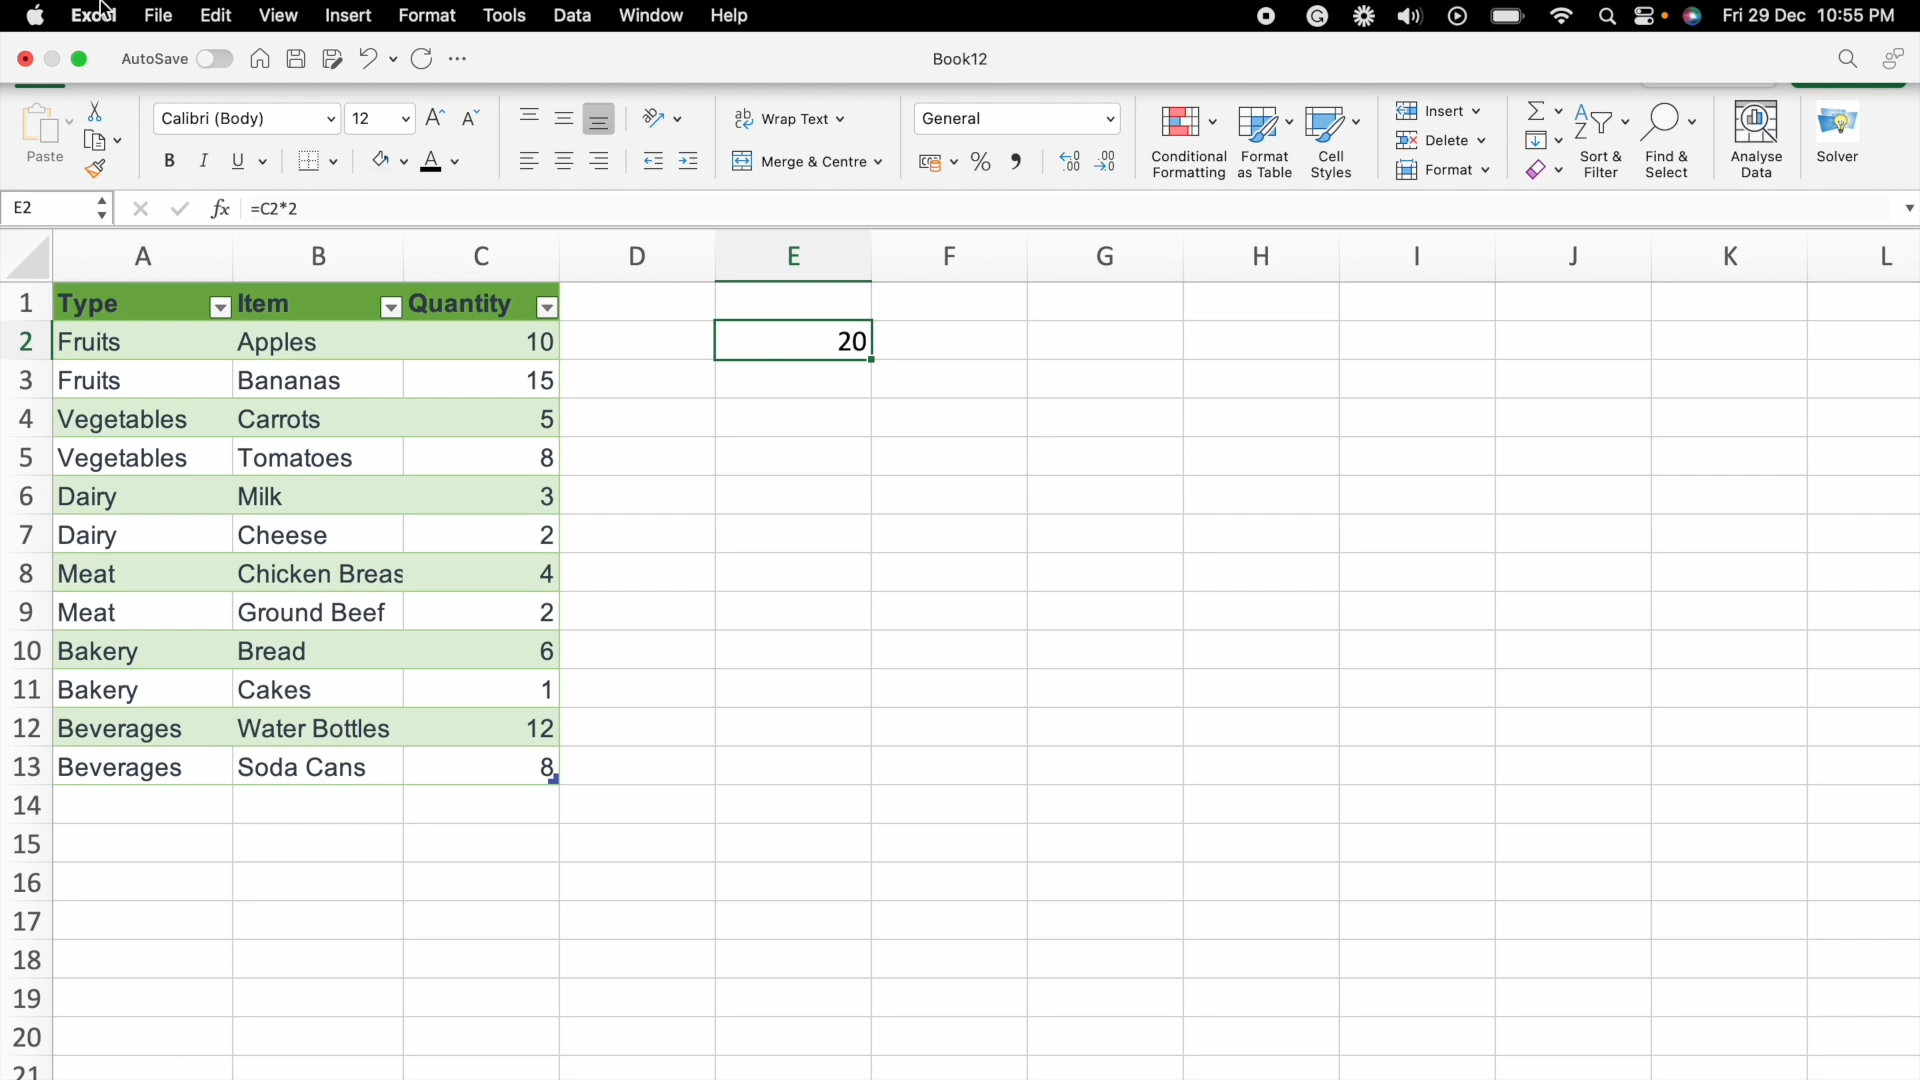 Excel File Edit View Insert Format Tools Data Window Help Fri 29 Dec 10:55 PM
AutoSave Book12
Paste Calibri (Body) 12 Wrap Text General Conditional Formatting Format as Table Cell Styles Insert Sort & Filter Find & Select Analyse Data Solver
B I U A Merge & Centre % Delete
Format
E2 fx =C2*2
A B C D E F G H I J K L
1 Type Item Quantity
2 Fruits Apples 10 20
3 Fruits Bananas 15
4 Vegetables Carrots 5
5 Vegetables Tomatoes 8
6 Dairy Milk 3
7 Dairy Cheese 2
8 Meat Chicken Breas 4
9 Meat Ground Beef 2
10 Bakery Bread 6
11 Bakery Cakes 1
12 Beverages Water Bottles 12
13 Beverages Soda Cans 8
14
15
16
17
18
19
20
21